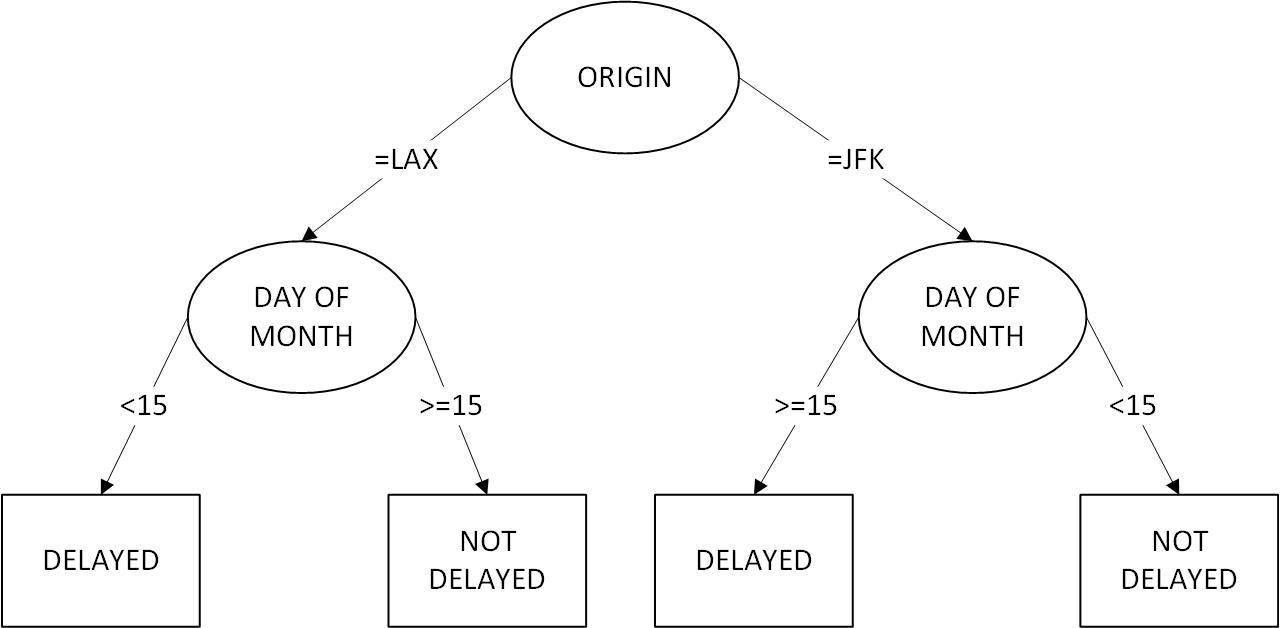 ORIGIN
=LAX
=JFK
DAY OF
MONTH
DAY OF
MONTH
<15
>=15
>=15
<15
DELAYED
NOT
DELAYED
DELAYED
NOT
DELAYED